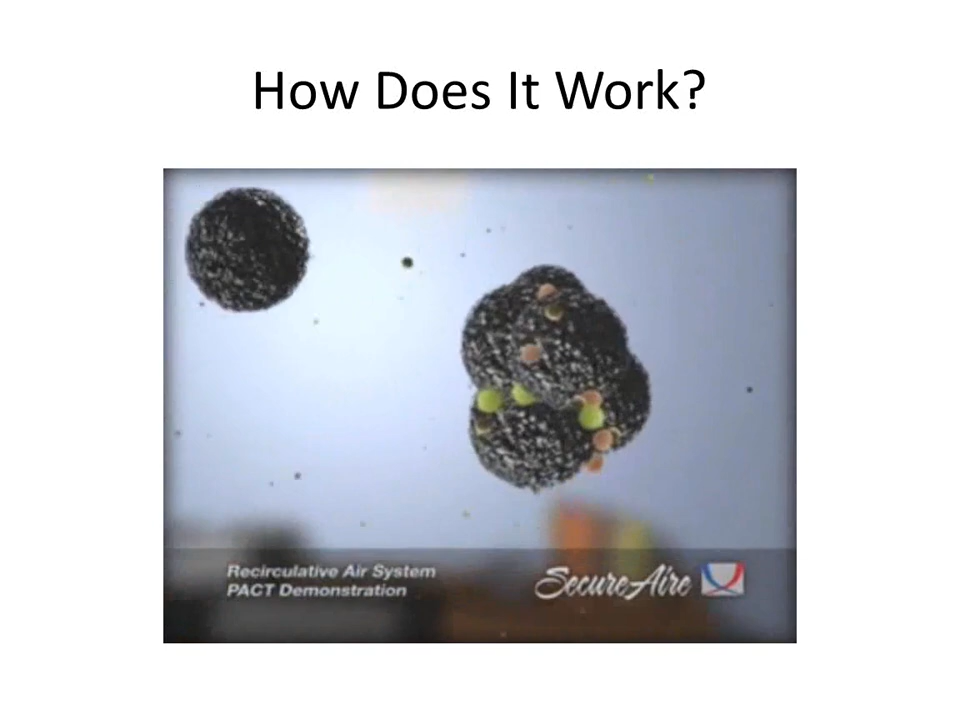 How Does It Work?
Recirculative Air System
PACT Demonstration
SecureAire